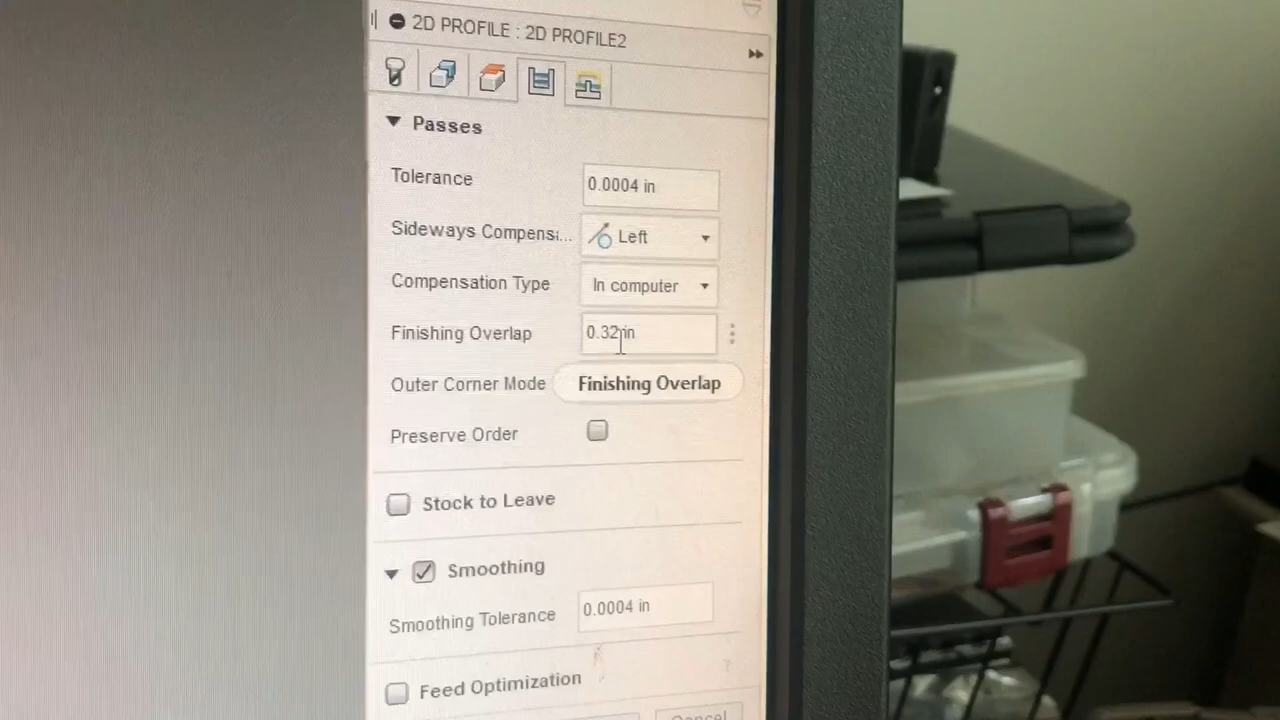 2D PROFILE : 2D PROFILE2
Passes
Tolerance 0.0004 in
Sideways Compensi... Left
Compensation Type In computer
Finishing Overlap 0.32 in
Outer Corner Mode Finishing Overlap
Preserve Order
Stock to Leave
Smoothing
Smoothing Tolerance 0.0004 in
Feed Optimization
Cancel